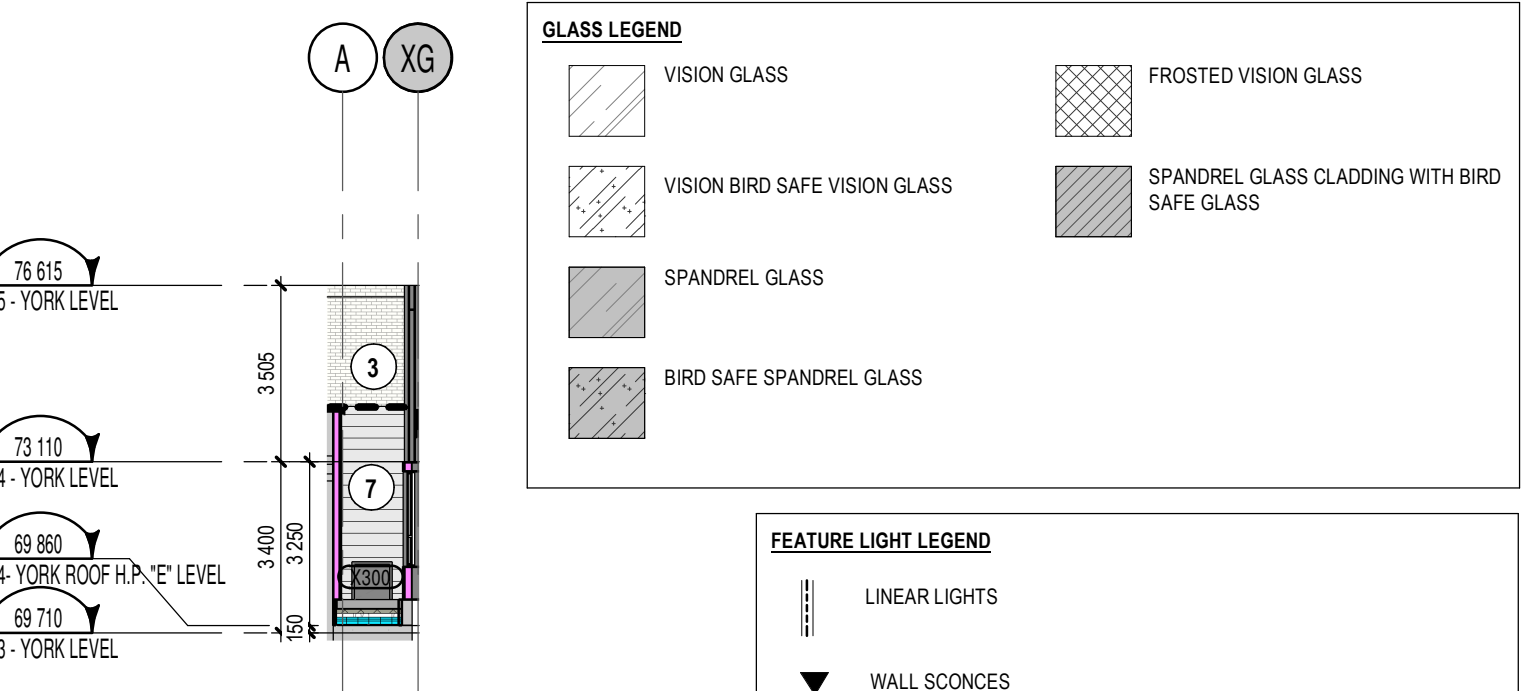 A
XG
76 615
5 - YORK LEVEL
3 505
3
73 110
4 - YORK LEVEL
7
69 860
4- YORK ROOF H.P. "E" LEVEL
3 400
3 250
X300
69 710
3 - YORK LEVEL
150
GLASS LEGEND
VISION GLASS
VISION BIRD SAFE VISION GLASS
SPANDREL GLASS
BIRD SAFE SPANDREL GLASS
FROSTED VISION GLASS
SPANDREL GLASS CLADDING WITH BIRD
SAFE GLASS
FEATURE LIGHT LEGEND
LINEAR LIGHTS
WALL SCONCES